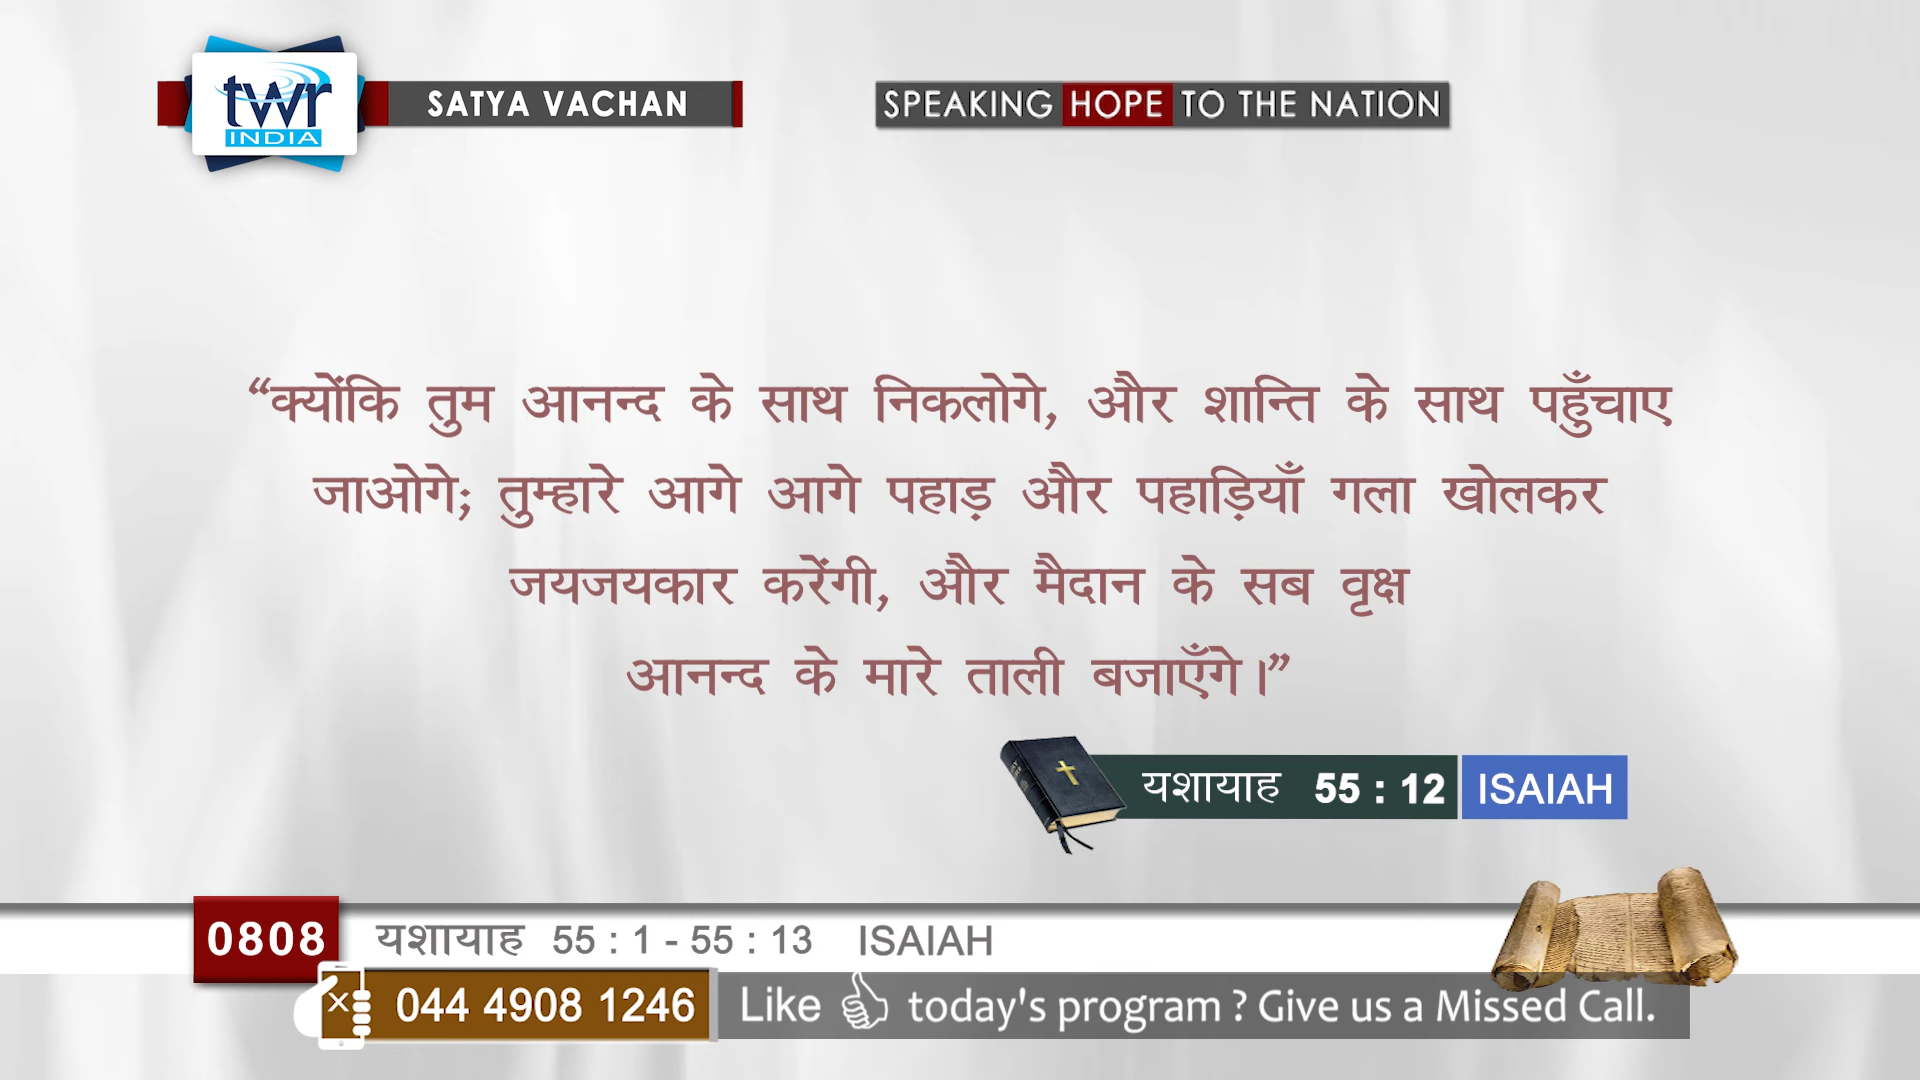 twr
INDIA
SATYA VACHAN
SPEAKING HOPE TO THE NATION
“क्योंकि तुम आनन्द के साथ निकलोगे, और शान्ति के साथ पहुँचाए
जाओगे; तुम्हारे आगे आगे पहाड़ और पहाड़ियाँ गला खोलकर
जयजयकार करेंगी, और मैदान के सब वृक्ष
आनन्द के मारे ताली बजाएँगे।”
यशायाह 55 : 12 ISAIAH
0808 यशायाह 55 : 1 - 55 : 13 ISAIAH
044 4908 1246 Like today's program ? Give us a Missed Call.